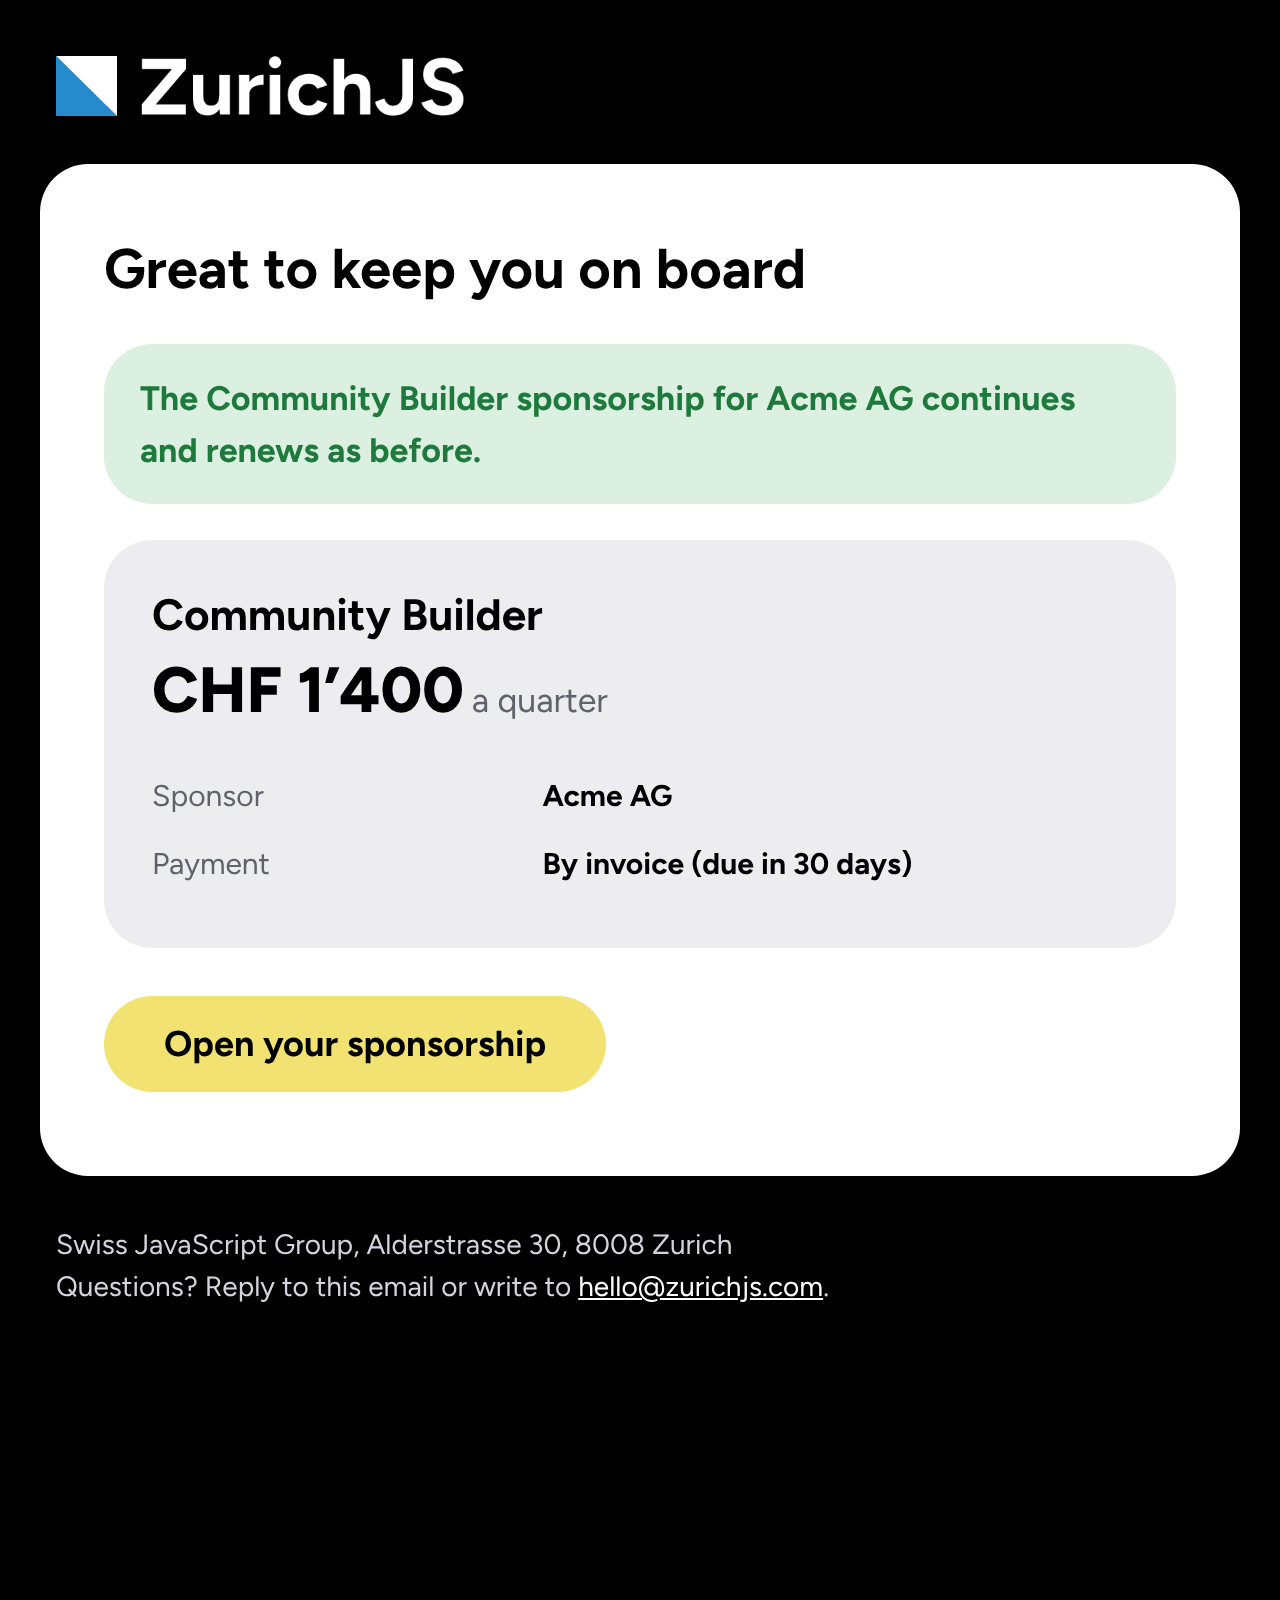 ZurichJS
Great to keep you on board
The Community Builder sponsorship for Acme AG continues
and renews as before.
Community Builder
CHF 1’400 a quarter
Sponsor Acme AG
Payment By invoice (due in 30 days)
Open your sponsorship
Swiss JavaScript Group, Alderstrasse 30, 8008 Zurich
Questions? Reply to this email or write to hello@zurichjs.com.